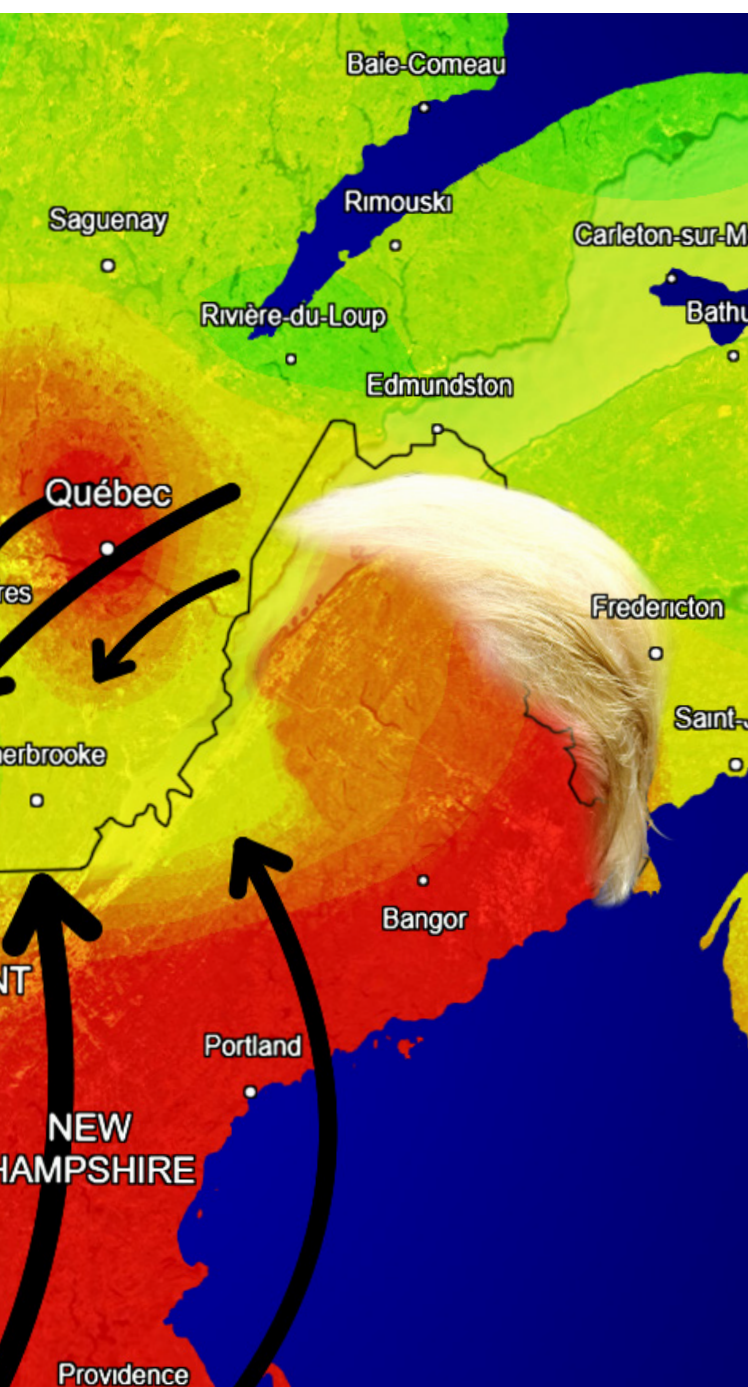 Baie-Comeau
Rimouski
Saguenay
Carleton-sur-M
Rivière-du-Loup
Bathu
Edmundston
Québec
res
Fredericton
Saint-J
erbrooke
Bangor
NT
Portland
NEW
HAMPSHIRE
Providence